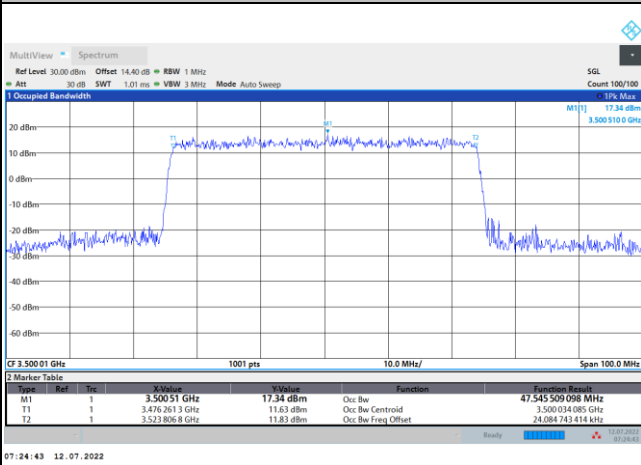 MultiView Spectrum
Ref Level 30.00 dBm Offset 14.40 dB RBW 1 MHz SGL
Att 30 dB SWT 1.01 ms VBW 3 MHz Mode Auto Sweep Count 100/100
1 Occupied Bandwidth 1Pk Max
M1[1] 17.34 dBm
3.500 510 0 GHz
M1
T1 T2
20 dBm
10 dBm
0 dBm
-10 dBm
-20 dBm
-30 dBm
-40 dBm
-50 dBm
-60 dBm
CF 3.500 01 GHz 1001 pts 10.0 MHz/ Span 100.0 MHz
2 Marker Table
Type Ref Trc X-Value Y-Value Function Function Result
M1 1 3.500 51 GHz 17.34 dBm Occ Bw 47.545 509 098 MHz
T1 1 3.476 261 3 GHz 11.63 dBm Occ Bw Centroid 3.500 034 085 GHz
T2 1 3.523 806 8 GHz 11.83 dBm Occ Bw Freq Offset 24.084 743 414 kHz
Ready 12.07.2022
07:24:43
07:24:43 12.07.2022